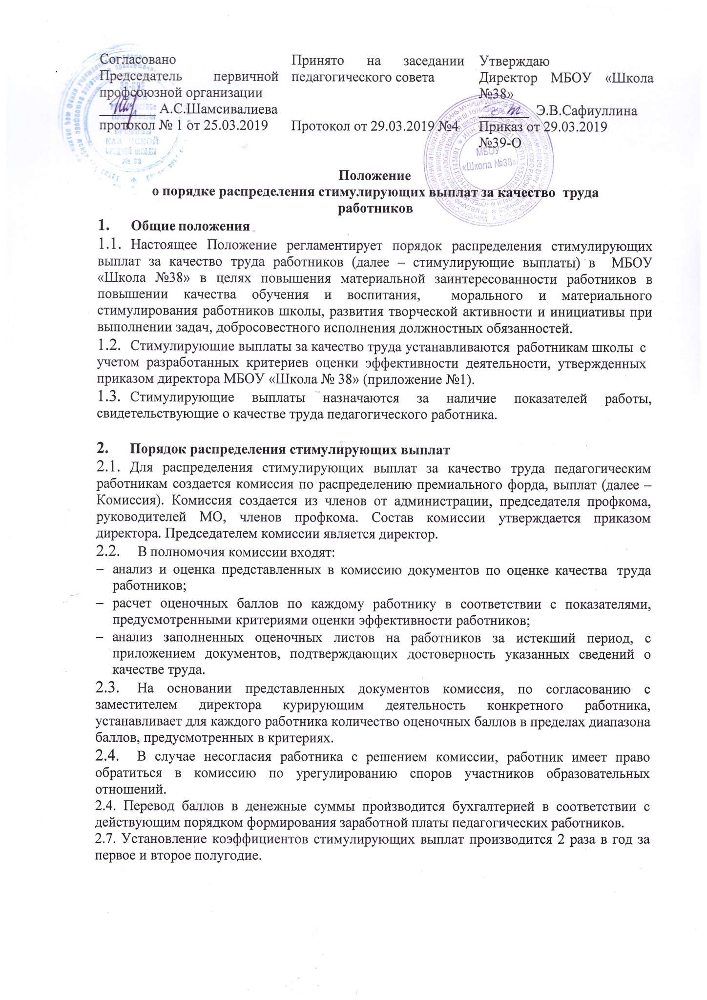 Согласовано
Председатель первичной
профсоюзной организации
________ А.С.Шамсивалиева
протокол № 1 от 25.03.2019
Принято на заседании
педагогического совета
Протокол от 29.03.2019 №4
Утверждаю
Директор МБОУ «Школа
№38»
_______ Э.В.Сафиуллина
Приказ от 29.03.2019
№39-О
КАЗ НСКОЙ
СРЕДНЕЙ ШКОЛЫ
№ 38
МБОУ
«Школа №38»
Положение
о порядке распределения стимулирующих выплат за качество труда
работников
1. Общие положения
1.1. Настоящее Положение регламентирует порядок распределения стимулирующих
выплат за качество труда работников (далее – стимулирующие выплаты) в МБОУ
«Школа №38» в целях повышения материальной заинтересованности работников в
повышении качества обучения и воспитания, морального и материального
стимулирования работников школы, развития творческой активности и инициативы при
выполнении задач, добросовестного исполнения должностных обязанностей.
1.2. Стимулирующие выплаты за качество труда устанавливаются работникам школы с
учетом разработанных критериев оценки эффективности деятельности, утвержденных
приказом директора МБОУ «Школа № 38» (приложение №1).
1.3. Стимулирующие выплаты назначаются за наличие показателей работы,
свидетельствующие о качестве труда педагогического работника.
2. Порядок распределения стимулирующих выплат
2.1. Для распределения стимулирующих выплат за качество труда педагогическим
работникам создается комиссия по распределению премиального форда, выплат (далее –
Комиссия). Комиссия создается из членов от администрации, председателя профкома,
руководителей МО, членов профкома. Состав комиссии утверждается приказом
директора. Председателем комиссии является директор.
2.2. В полномочия комиссии входят:
– анализ и оценка представленных в комиссию документов по оценке качества труда
работников;
– расчет оценочных баллов по каждому работнику в соответствии с показателями,
предусмотренными критериями оценки эффективности работников;
– анализ заполненных оценочных листов на работников за истекший период, с
приложением документов, подтверждающих достоверность указанных сведений о
качестве труда.
2.3. На основании представленных документов комиссия, по согласованию с
заместителем директора курирующим деятельность конкретного работника,
устанавливает для каждого работника количество оценочных баллов в пределах диапазона
баллов, предусмотренных в критериях.
2.4. В случае несогласия работника с решением комиссии, работник имеет право
обратиться в комиссию по урегулированию споров участников образовательных
отношений.
2.4. Перевод баллов в денежные суммы производится бухгалтерией в соответствии с
действующим порядком формирования заработной платы педагогических работников.
2.7. Установление коэффициентов стимулирующих выплат производится 2 раза в год за
первое и второе полугодие.